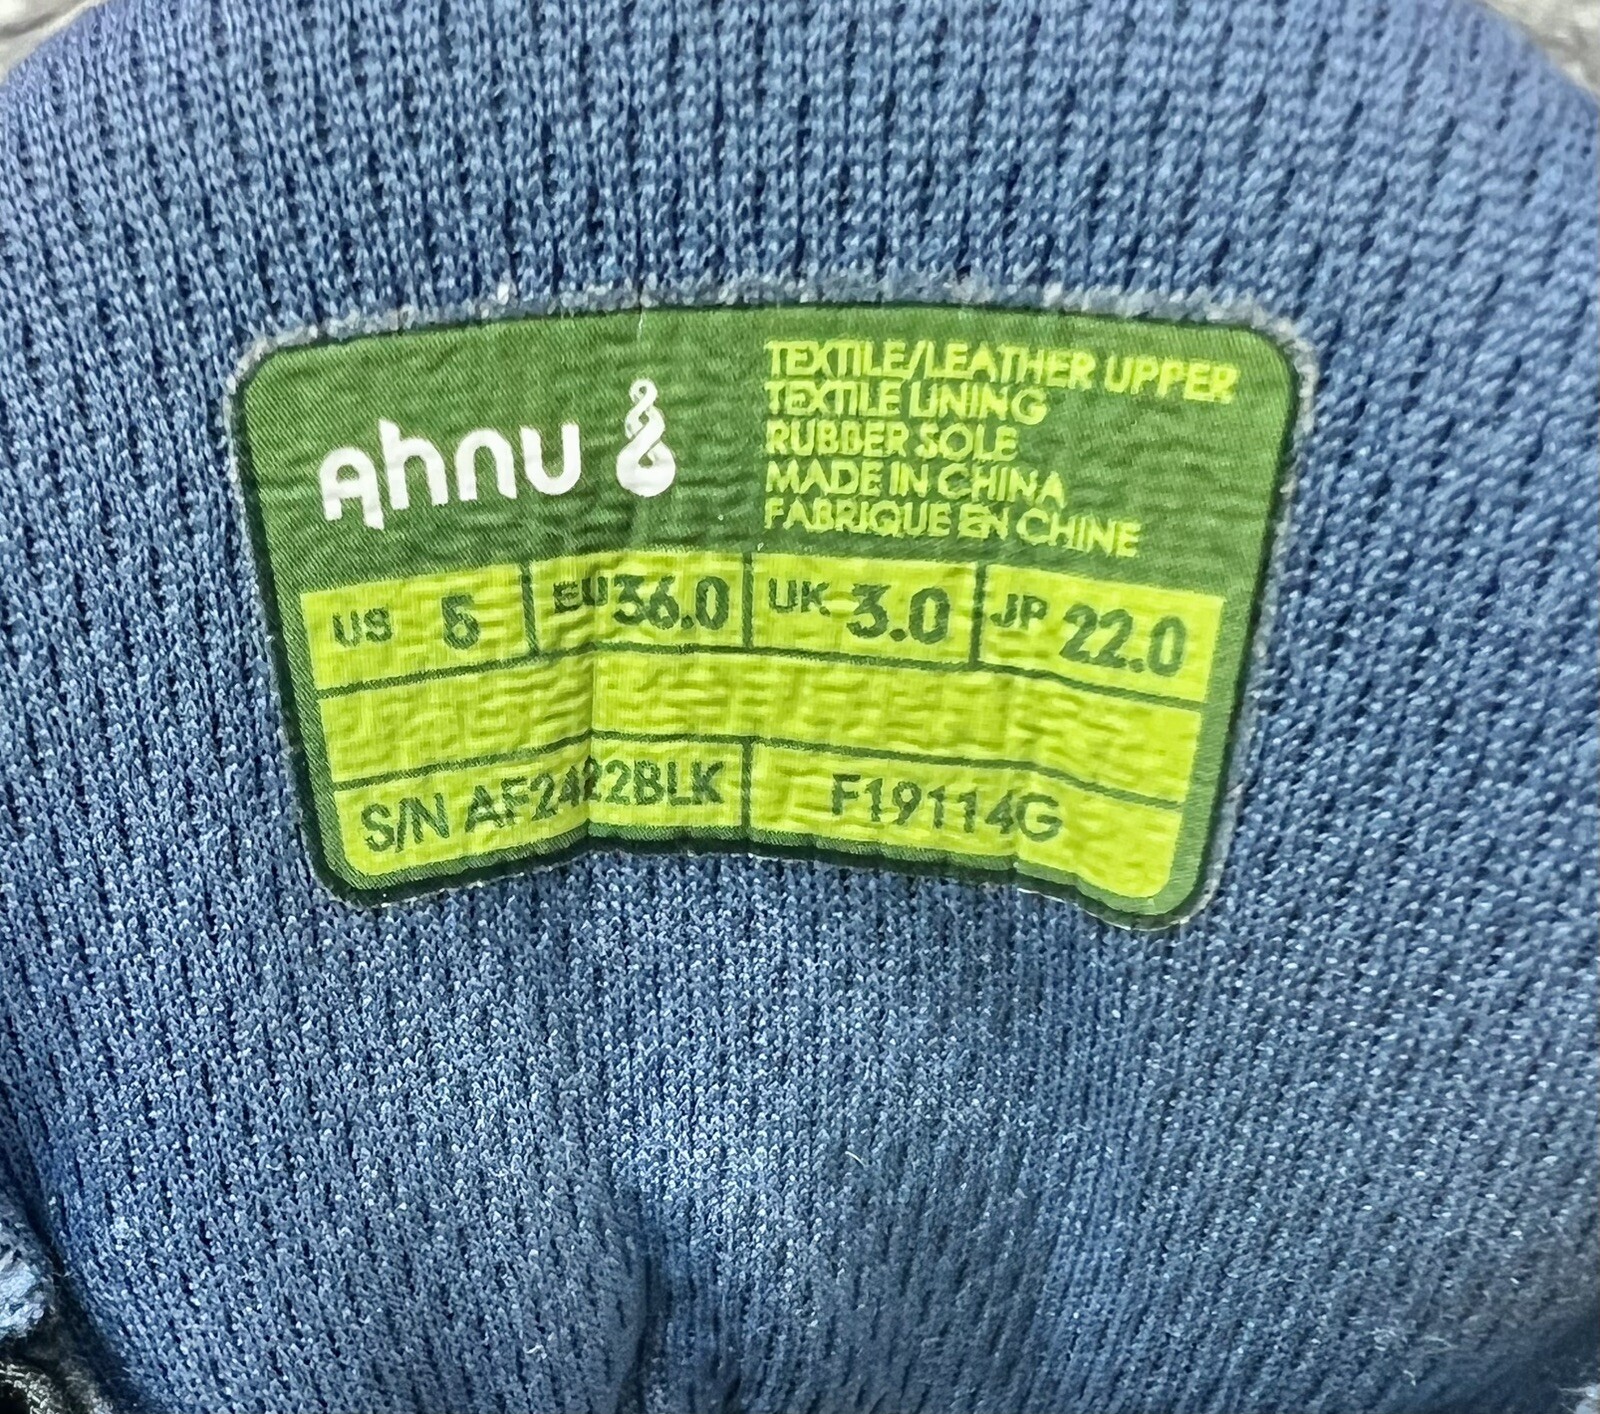 Ahnu
TEXTILE/LEATHER UPPER
TEXTILE LINING
RUBBER SOLE
MADE IN CHINA
FABRIQUE EN CHINE
US 5 EU 36.0 UK 3.0 JP 22.0
S/N AF2422BLK F19114G